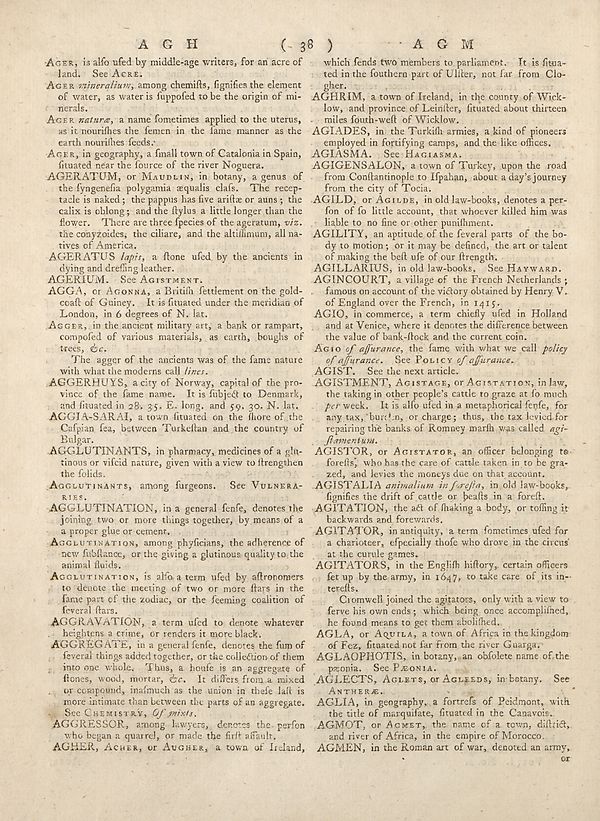 A G H ( 38 ) A G M
AGER, is alſo uſed by middle-age writers, for an acre of
land. See ACRE.
AGER mineralium, among chemiſts, ſignifies the element
of water, as water is ſuppoſed to be the origin of mi-
nerals.
AGER naturæ, a name ſometimes applied to the uterus,
as it nouriſhes the ſemen in the ſame manner as the
earth nouriſhes ſeeds.
AGER, in geography, a ſmall town of Catalonia in Spain,
ſituated near the ſource of the river Noguera.
AGERATUM, or MAUDLIN, in botany, a genus of
the ſyngeneſia polygamia æqualis claſs. The recep-
tacle is naked; the pappus has five ariſtæ or auns; the
calix is oblong; and the ſtylus a little longer than the
flower. There are three ſpecies of the ageratum, viz.
the conyzoides, the ciliare, and the altiſſimum, all na-
tives of America.
AGERATUS lapis, a ſtone uſed by the ancients in
dying and dreſſing leather.
AGERIUM. See AGISTMENT.
AGGA, or AGONNA, a Britiſh ſettlement on the gold-
coaſt of Guiney. It is ſituated under the meridian of
London, in 6 degrees of N. lat.
AGGER, in the ancient military art, a bank or rampart,
compoſed of various materials, as earth, boughs of
trees, &c.
The agger of the ancients was of the ſame nature
with what the moderns call lines.
AGGERHUYS, a city of Norway, capital of the pro-
vince of the ſame name. It is ſubject to Denmark,
and ſituated in 28. 35. E. long. and 59. 30. N. lat.
AGGIA-SARAI, a town ſituated on the ſhore of the
Caſpian ſea, between Turkeſtan and the country of
Bulgar.
AGGLUTINANTS, in pharmacy, medicines of a glu-
tinous or viſcid nature, given with a view to ſtrengthen
the ſolids.
AGGLUTINANTS, among ſurgeons. See VULNERA-
RIES.
AGGLUTINATION, in a general ſenſe, denotes the
joining two or more things together, by means of a
a proper glue or cement.
AGGLUTINATION, among phyſicians, the adherence of
new ſubſtance, or the giving a glutinous quality to the
animal fluids.
AGGLUTINATION, is alſo a term uſed by aſtronomers
to denote the meeting of two or more ſtars in the
ſame part of the zodiac, or the ſeeming coalition of
ſeveral ſtars.
AGGRAVATION, a term uſed to denote whatever
heightens a crime, or renders it more black.
AGGREGATE, in a general ſenſe, denotes the ſum of
ſeveral things added together, or the collection of them
into one whole. Thus, a houſe is an aggregate of
ſtones, wood, mortar, &c. It differs from a mixed
or compound, inaſmuch as the union in theſe laſt is
more intimate than between the parts of an aggregate.
See CHEMISTRY, Of mixts.
AGGRESSOR, among lawyers, denotes the perſon
who began a quarrel, or made the firſt aſſault.
AGHER, ACHER, or AUGHER, a town of Ireland,
which ſends two members to parliament. It is ſitua-
ted in the ſouthern part of Ulſter, not far from Clo-
gher.
AGHRIM, a town of Ireland, in the county of Wick-
low, and province of Leinſter, ſituated about thirteen
miles ſouth-weſt of Wicklow.
AGIADES, in the Turkiſh armies, a kind of pioneers
employed in fortifying camps, and the like offices.
AGIASMA. See HAGIASMA.
AGIGENSALON, a town of Turkey, upon the road
from Conſtantinople to Iſpahan, about a day's journey
from the city of Tocia.
AGILD, or AGILDE, in old law-books, denotes a per-
ſon of ſo little account, that whoever killed him was
liable to no fine or other puniſhment.
AGILITY, an aptitude of the ſeveral parts of the bo-
dy to motion; or it may be defined, the art or talent
of making the beſt uſe of our ſtrength.
AGILLARIUS, in old law-books, See HAYWARD.
AGINCOURT, a village of the French Netherlands;
famous on account of the victory obtained by Henry V.
of England over the French, in 1415.
AGIO, in commerce, a term chiefly uſed in Holland
and at Venice, where it denotes the difference between
the value of bank-ſtock and the current coin.
AGIO of aſſurance, the ſame with what we call policy
of aſſurance. See POLICY of aſſurance.
AGIST. See the next article.
AGISTMENT, AGISTAGE, or AGISTATION, in law,
the taking in other people's cattle to graze at ſo much
per week. It is alſo uſed in a metaphorical ſenſe, for
any tax, burden, or charge; thus, the tax levied for
repairing the banks of Romney marſh was called agi-
ſtamentum.
AGISTOR, or AGISTATOR, an officer belonging to
foreſts, who has the care of cattle taken in to be gra-
zed, and levies the moneys due on that account.
AGISTALIA animalium in foreſta, in old law-books,
ſignifies the drift of cattle or beaſts in a foreſt.
AGITATION, the act of ſhaking a body, or toſſing it
backwards and forewards.
AGITATOR, in antiquity, a term ſometimes uſed for
a charioteer, eſpecially thoſe who drove in the circus
at the curule games.
AGITATORS, in the Engliſh hiſtory, certain officers
ſet up by the army, in 1647, to take care of its in-
tereſts.
Cromwell joined the agitators, only with a view to
ſerve his own ends; which being once accompliſhed,
he found means to get them aboliſhed.
AGLA, or AQUILA, a town of Africa in the kingdom
of Fez, ſituated not far from the river Guarga.
AGLAOPHOTIS, in botany, an obſolete name of the
pæonia. See PÆONIA.
AGLECTS, AGLETS, or AGLEEDS, in botany. See
ANTHERÆ.
AGLIA, in geography, a fortreſs of Peidmont, with
the title of marquiſate, ſituated in the Canavois.
AGMOT, or AGMET, the name of a town, diſtrict,
and river of Africa, in the empire of Morocco.
AGMEN, in the Roman art of war, denoted an army,
or